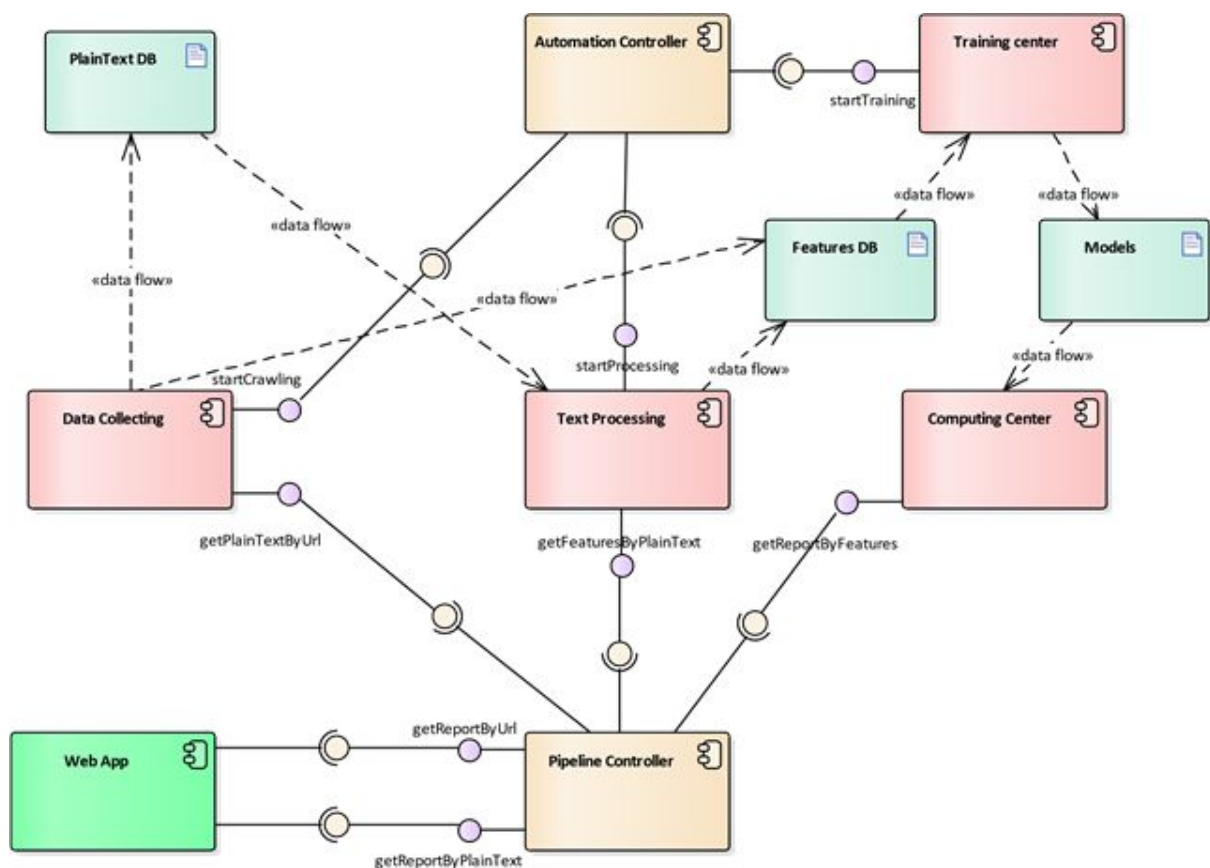 Automation Controller
Training center
PlainText DB
startTraining
«data flow»
«data flow»
«data flow»
Features DB
Models
«data flow»
«data flow»
«data flow»
«data flow»
startCrawling
startProcessing
Data Collecting
Text Processing
Computing Center
getPlainTextByUrl
getFeaturesByPlainText
getReportByFeatures
getReportByUrl
Web App
Pipeline Controller
getReportByPlainText